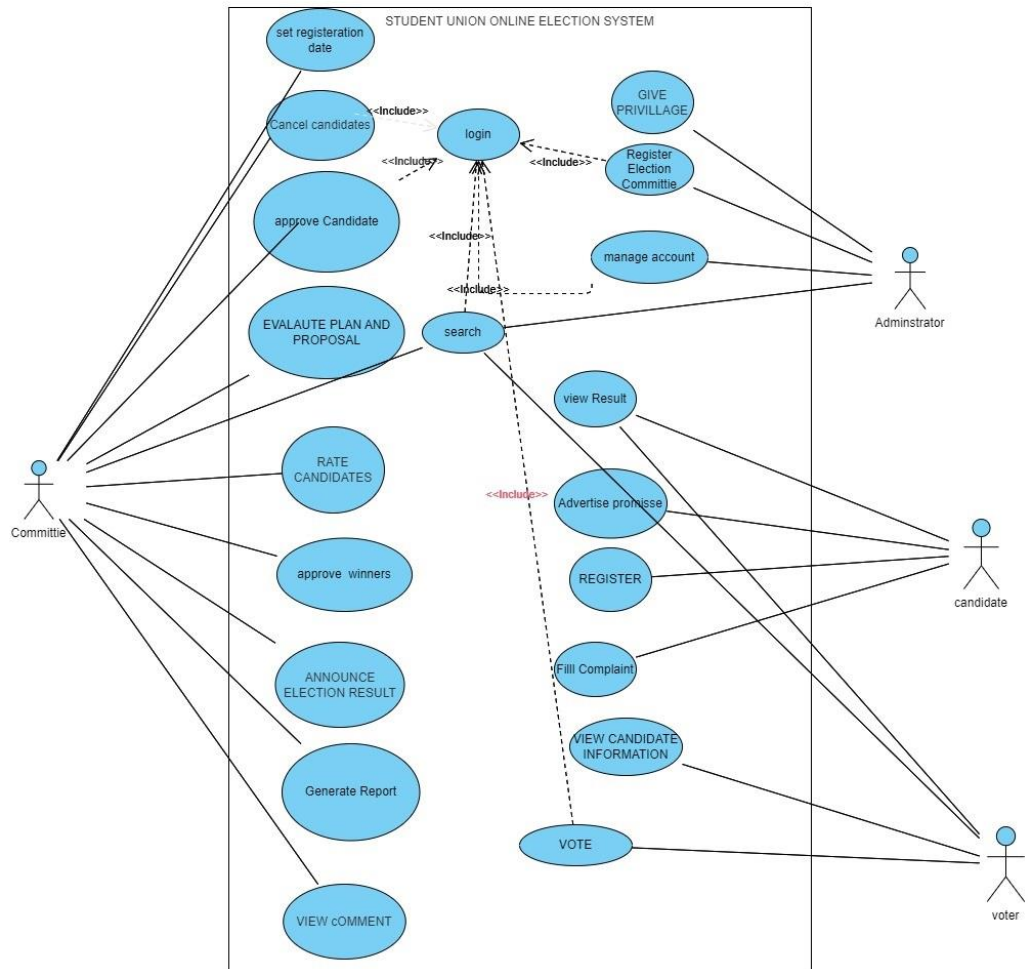 STUDENT UNION ONLINE ELECTION SYSTEM
set registeration
date
GIVE
PRIVILLAGE
<<Include>>
Cancel candidates
login
<<Include>>
<<Include>>
Register
Election
Committie
approve Candidate
<<Include>>
manage account
<<Include>>
Adminstrator
EVALAUTE PLAN AND
PROPOSAL
search
view Result
RATE
CANDIDATES
<<Include>>
Advertise promisse
Committie
approve winners
REGISTER
candidate
Filll Complaint
ANNOUNCE
ELECTION RESULT
VIEW CANDIDATE
INFORMATION
Generate Report
VOTE
VIEW cOMMENT
voter